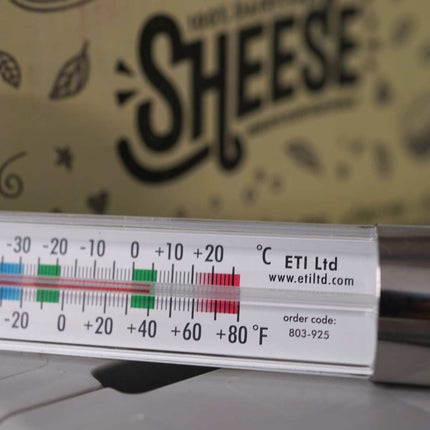 SHEESE
-30 -20 -10 0 +10 +20 °C
ETI Ltd
www.etiltd.com
-20 0 +20 +40 +60 +80 °F
order code:
803-925